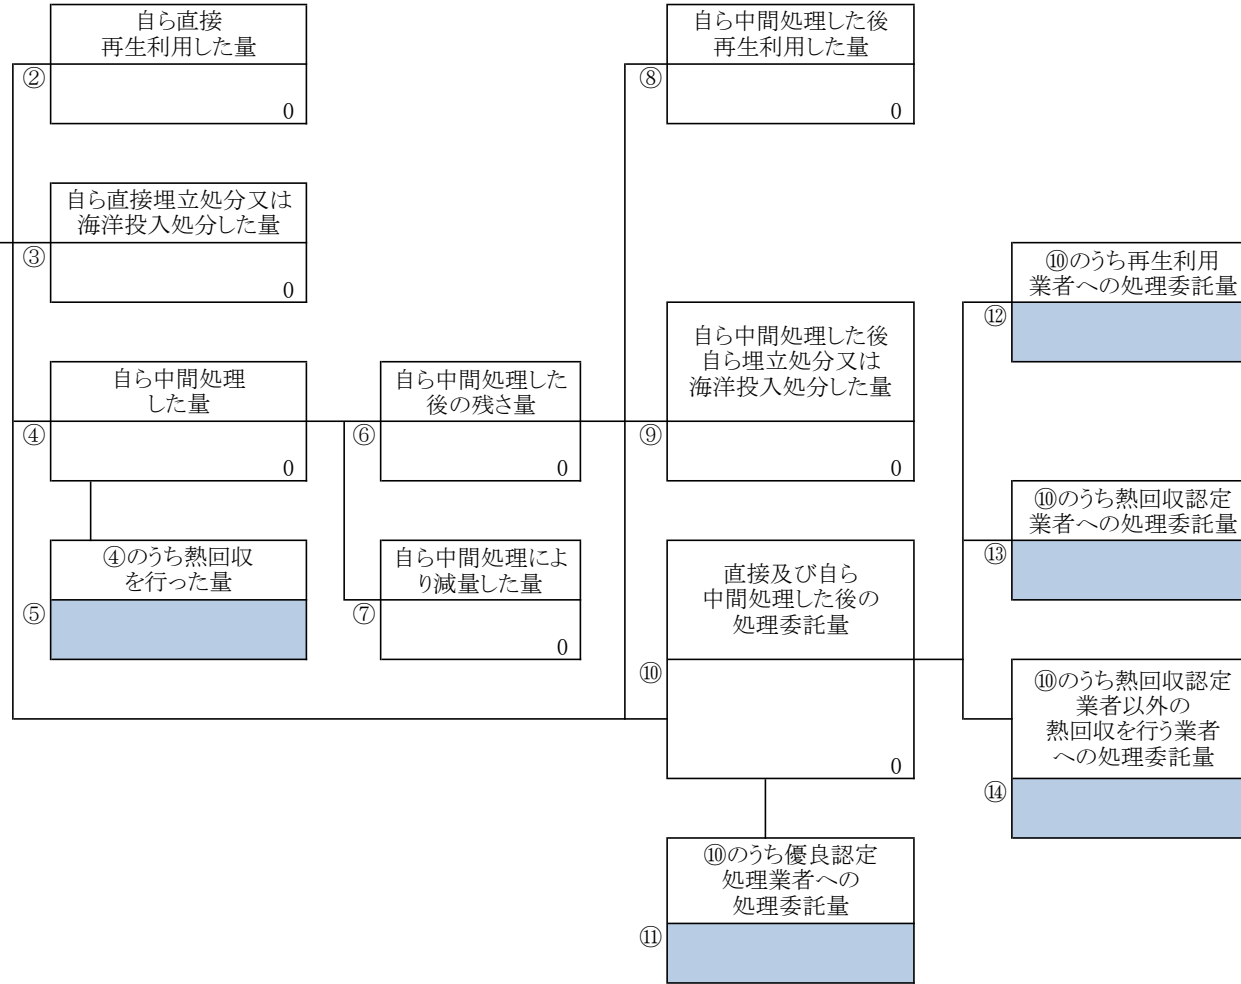 自ら直接
再生利用した量
②
0
自ら中間処理した後
再生利用した量
⑧
0
自ら直接埋立処分又は
海洋投入処分した量
③
0
⑩のうち再生利用
業者への処理委託量
⑫
自ら中間処理した後
自ら埋立処分又は
海洋投入処分した量
⑨
0
自ら中間処理
した量
④
0
自ら中間処理した
後の残さ量
⑥
0
⑩のうち熱回収認定
業者への処理委託量
⑬
④のうち熱回収
を行った量
⑤
自ら中間処理によ
り減量した量
⑦
0
直接及び自ら
中間処理した後の
処理委託量
⑩
0
⑩のうち熱回収認定
業者以外の
熱回収を行う業者
への処理委託量
⑭
⑩のうち優良認定
処理業者への
処理委託量
⑪